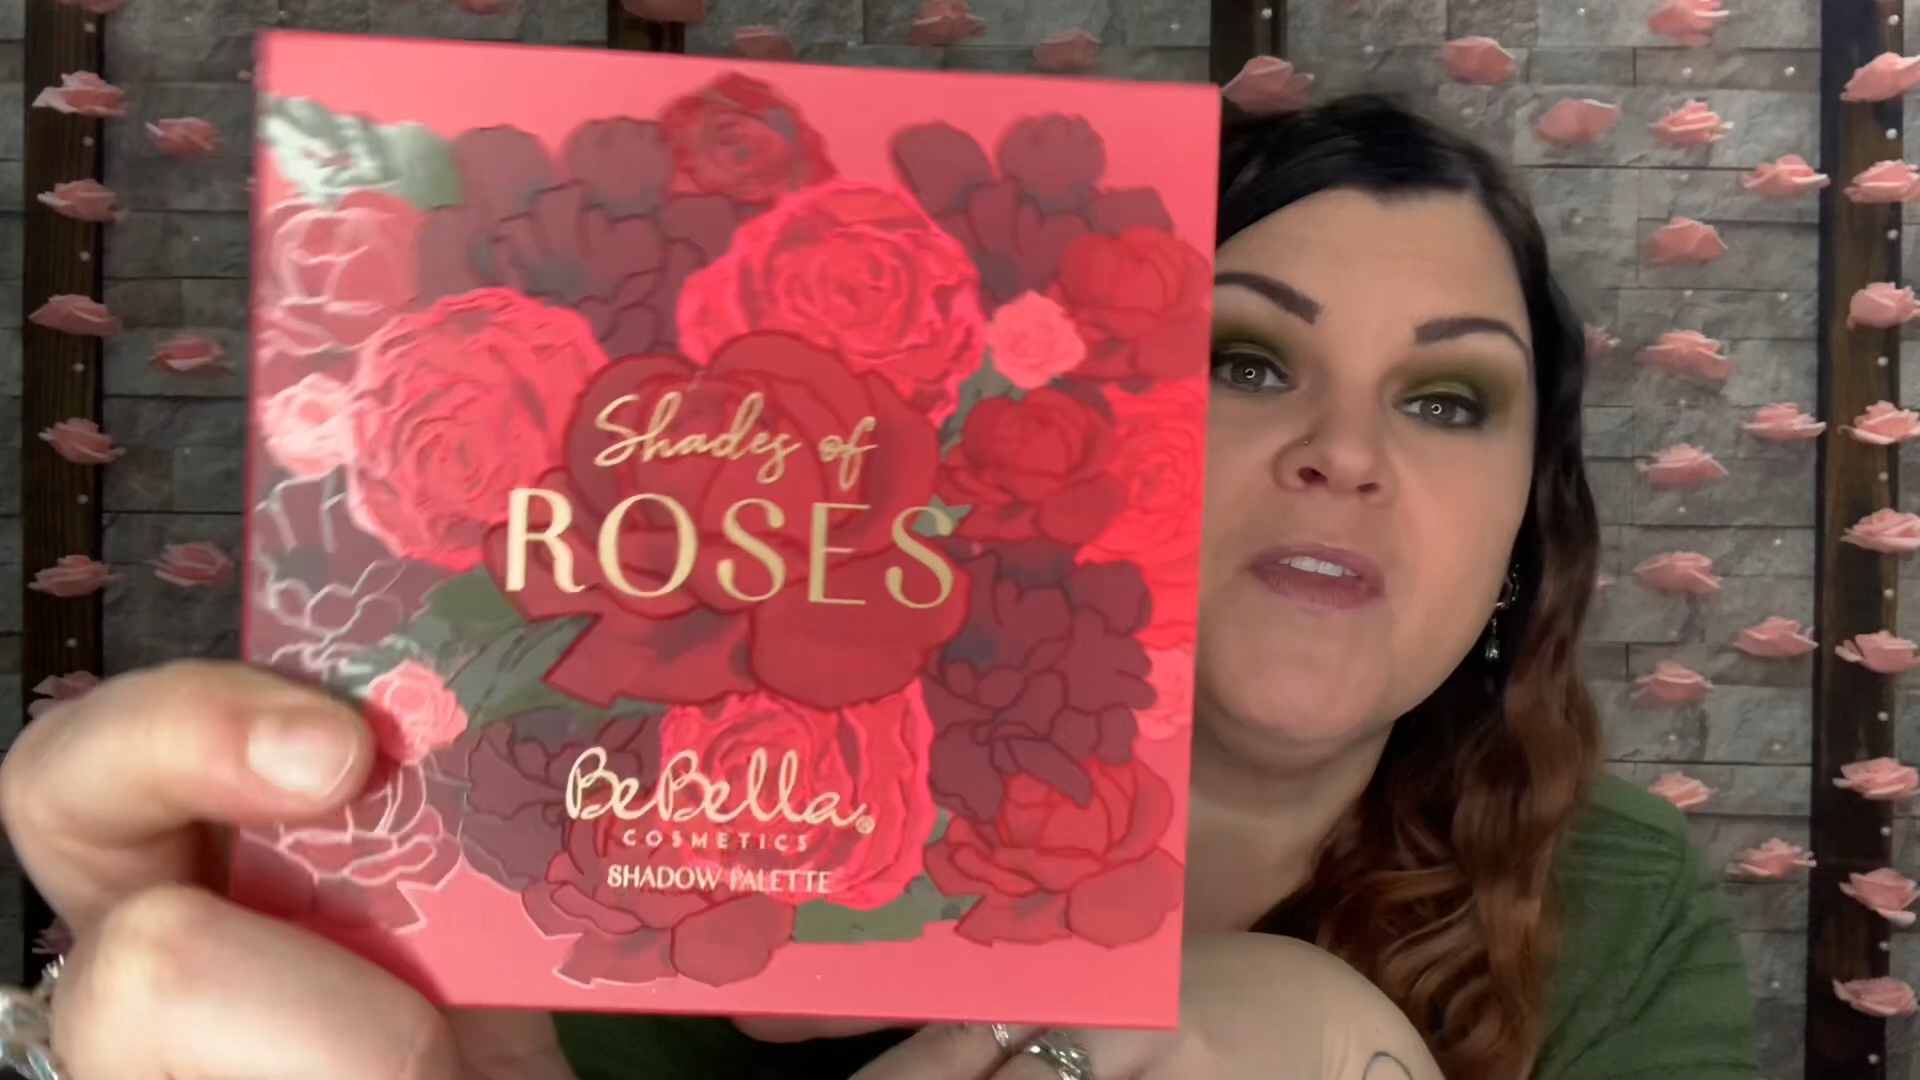 Shades of
ROSES
BeBella®
COSMETICS
SHADOW PALETTE